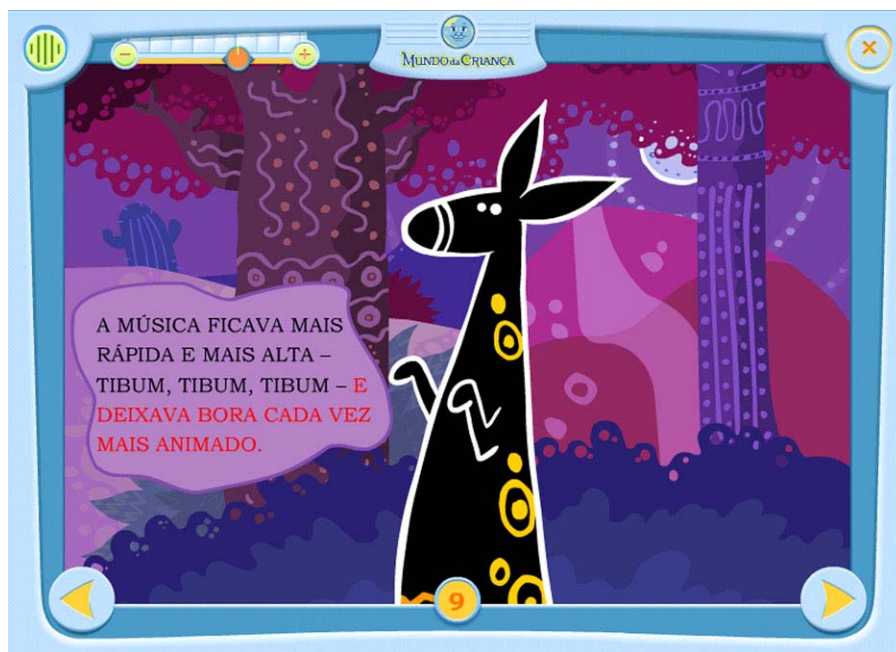 MUNDO da CRIANÇA
A MÚSICA FICAVA MAIS
RÁPIDA E MAIS ALTA –
TIBUM, TIBUM, TIBUM – E
DEIXAVA BORA CADA VEZ
MAIS ANIMADO.
9